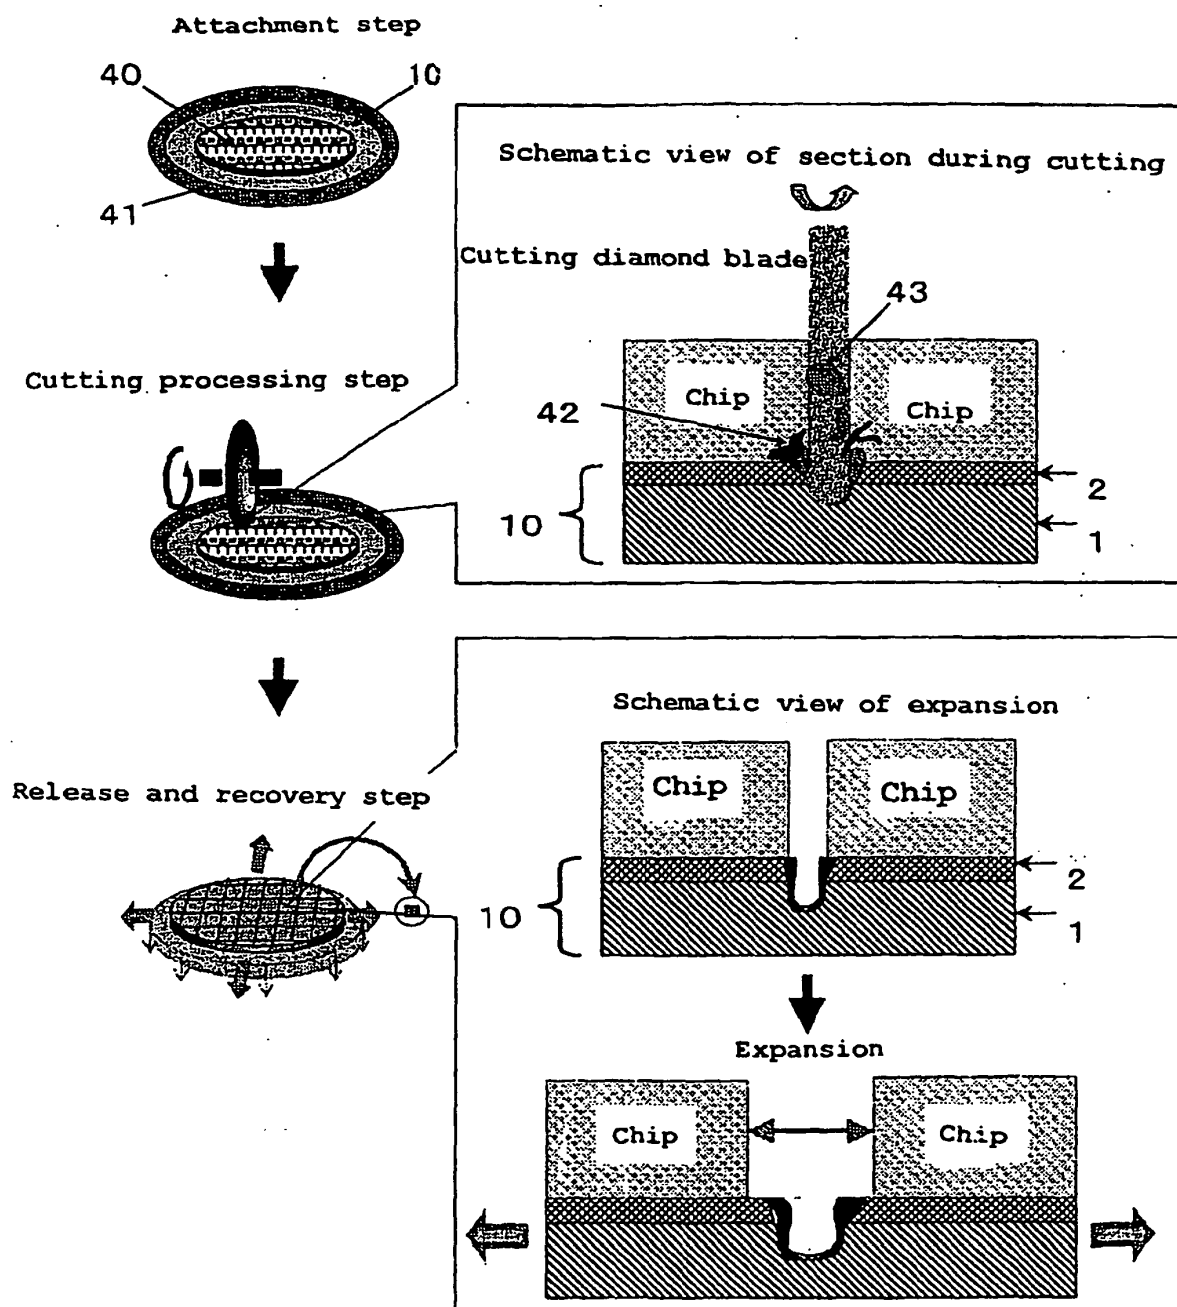 Attachment step
40
10
41
Schematic view of section during cutting
Cutting diamond blade
43
Chip
Chip
42
2
10
1
Cutting processing step
Schematic view of expansion
Chip
Chip
2
10
1
Release and recovery step
Expansion
Chip
Chip